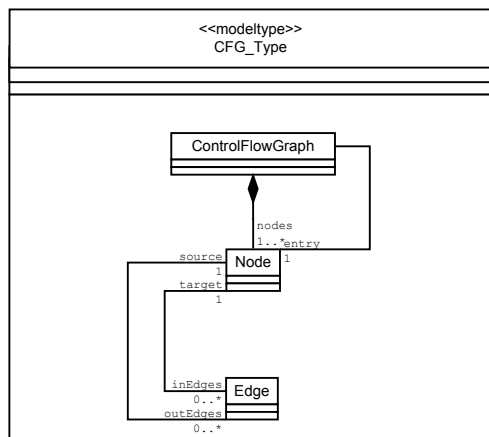 <<modeltype>>
CFG_Type
ControlFlowGraph
nodes
1..*
entry
1
source
1
Node
target
1
inEdges
0..*
Edge
outEdges
0..*